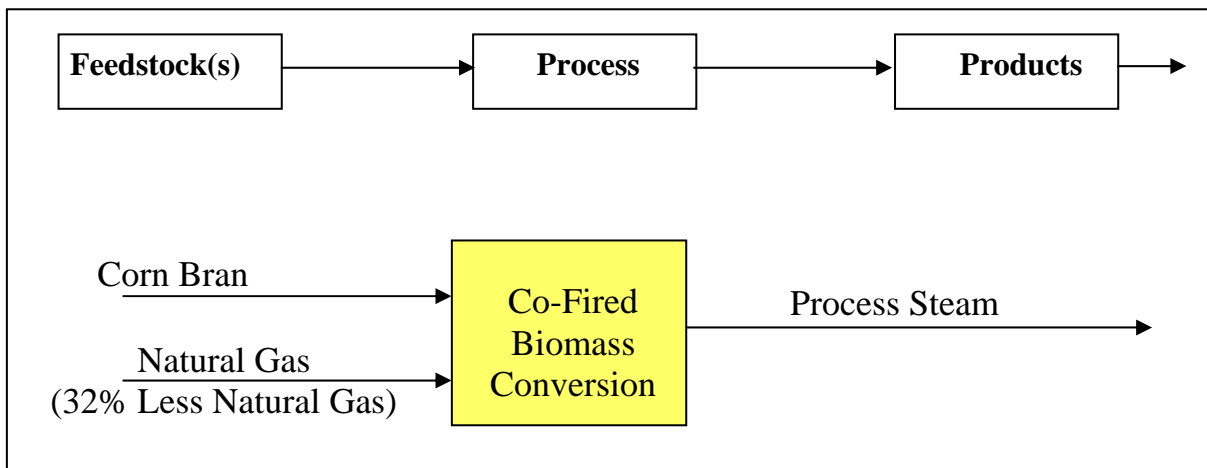 Feedstock(s)
Process
Products
Corn Bran
Natural Gas
(32% Less Natural Gas)
Co-Fired
Biomass
Conversion
Process Steam